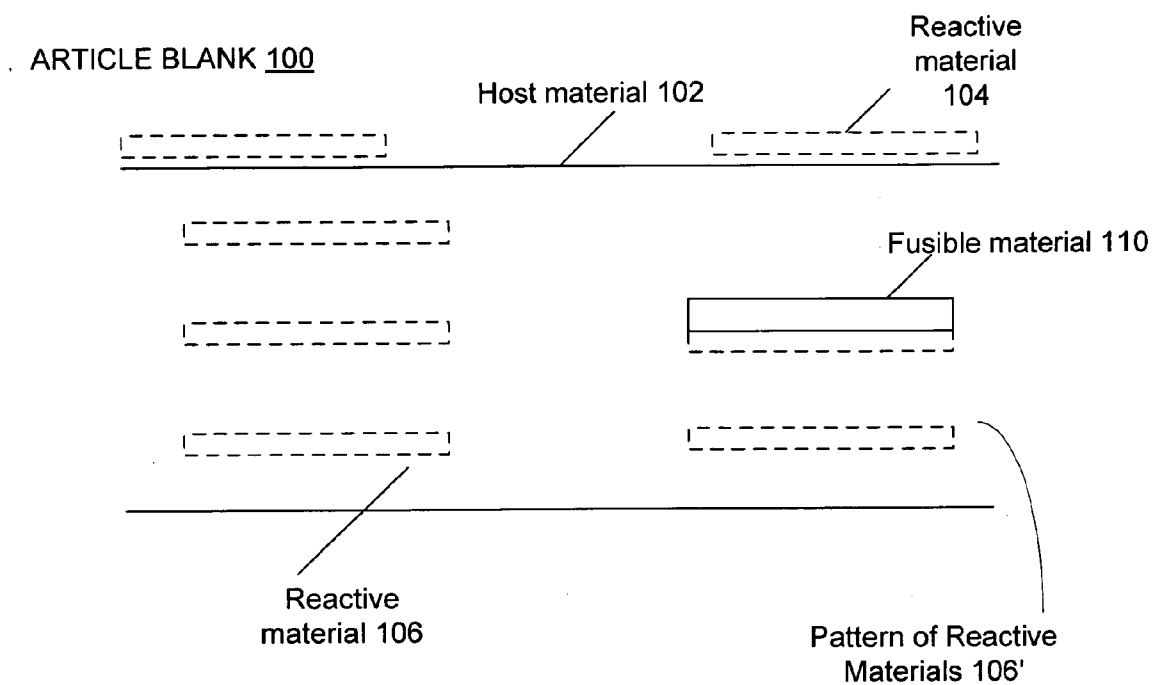 ARTICLE BLANK 100
Reactive
material
104
Host material 102
Fusible material 110
Reactive
material 106
Pattern of Reactive
Materials 106'